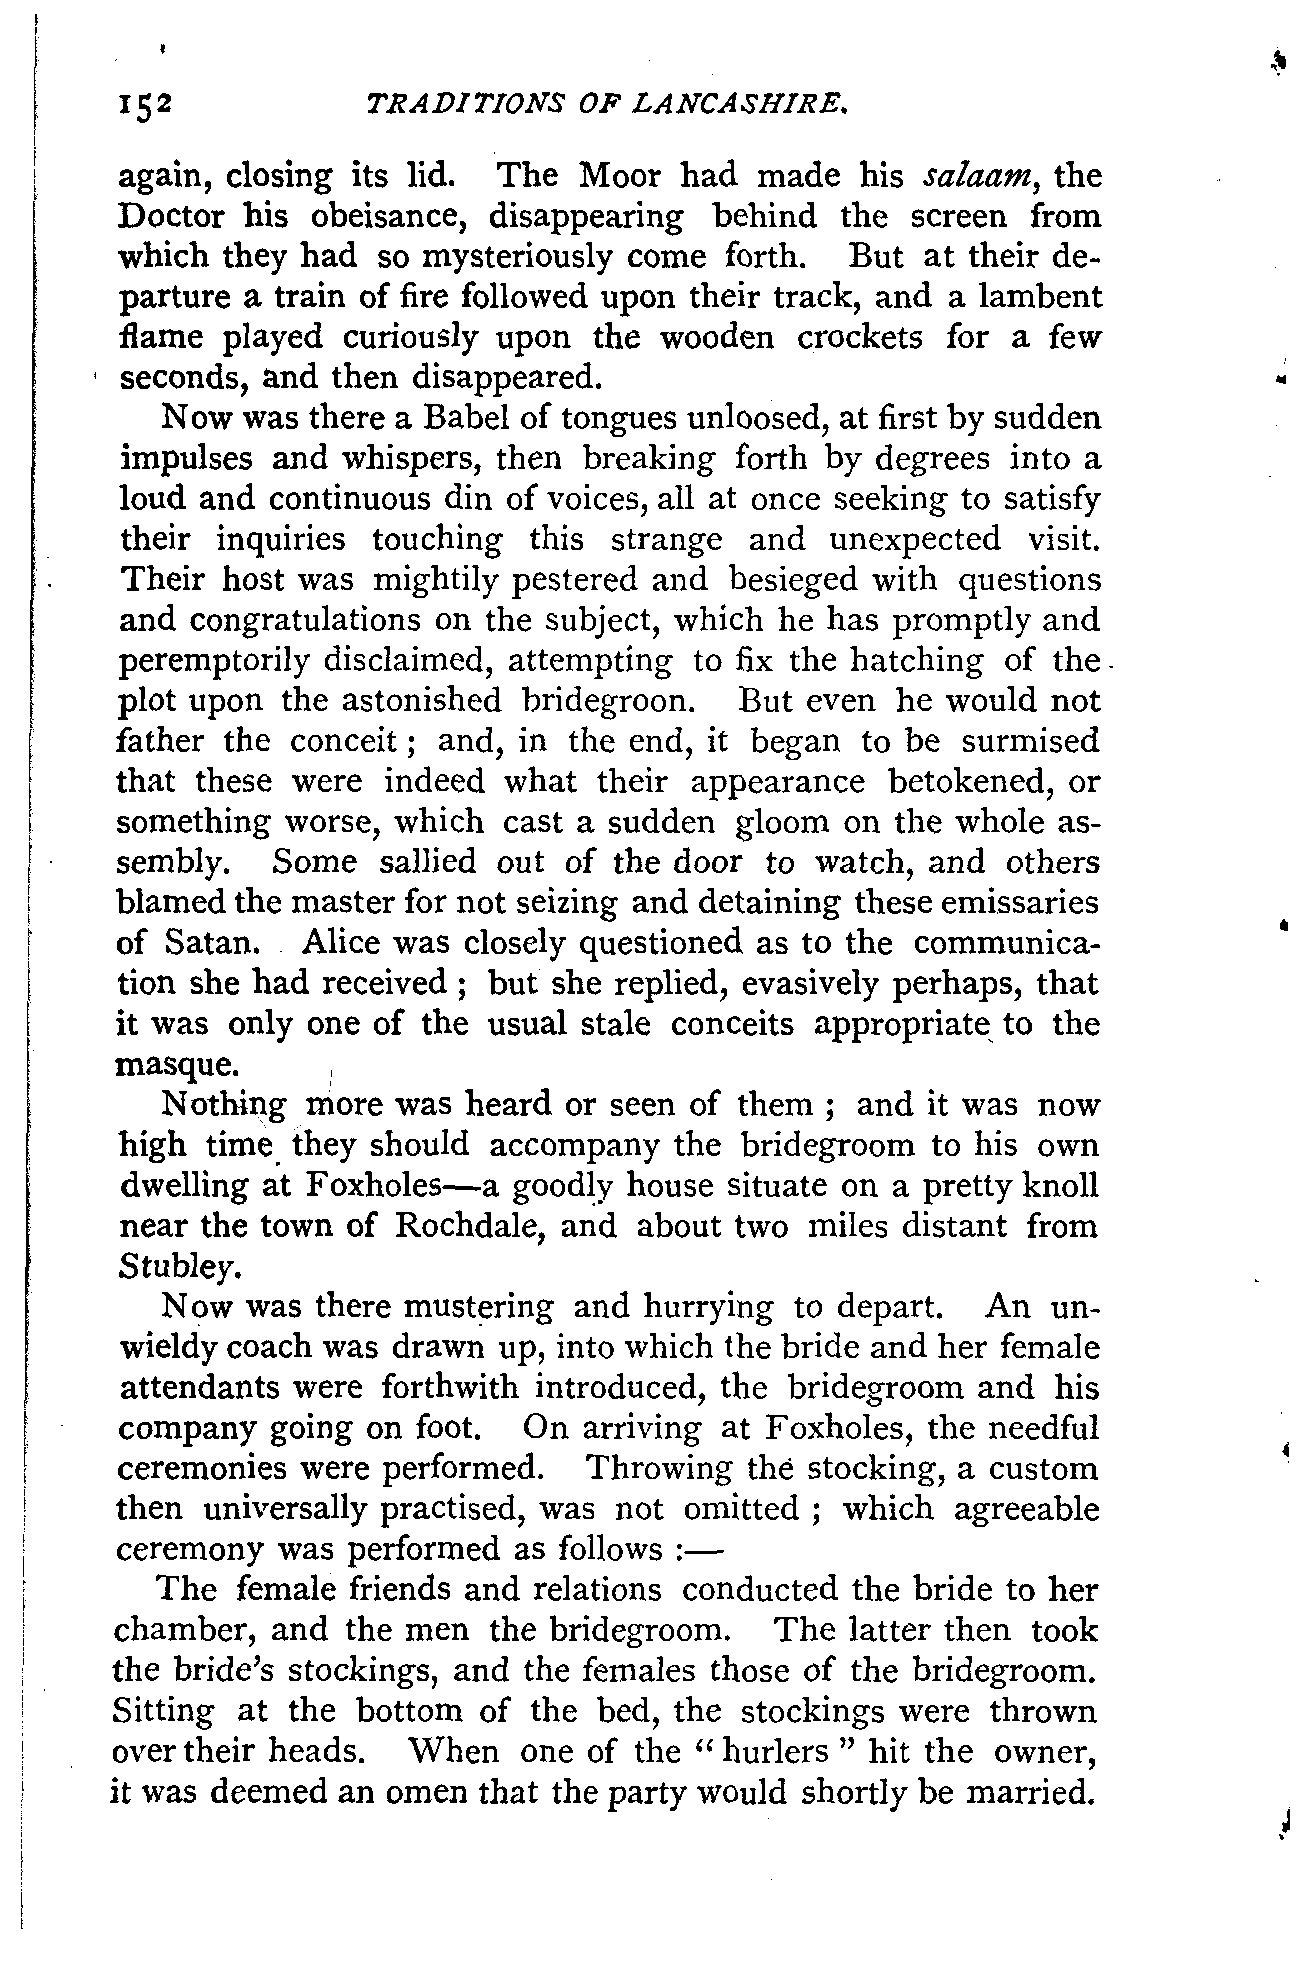 152 TRADITIONS OF LANCASHIRE.
again, closing its lid. The Moor had made his salaam, the
Doctor his obeisance, disappearing behind the screen from
which they had so mysteriously come forth. But at their de-
parture a train of fire followed upon their track, and a lambent
flame played curiously upon the wooden crockets for a few
seconds, and then disappeared.
Now was there a Babel of tongues unloosed, at first by sudden
impulses and whispers, then breaking forth by degrees into a
loud and continuous din of voices, all at once seeking to satisfy
their inquiries touching this strange and unexpected visit.
Their host was mightily pestered and besieged with questions
and congratulations on the subject, which he has promptly and
peremptorily disclaimed, attempting to fix the hatching of the
plot upon the astonished bridegroon. But even he would not
father the conceit ; and, in the end, it began to be surmised
that these were indeed what their appearance betokened, or
something worse, which cast a sudden gloom on the whole as-
sembly. Some sallied out of the door to watch, and others
blamed the master for not seizing and detaining these emissaries
of Satan. Alice was closely questioned as to the communica-
tion she had received ; but she replied, evasively perhaps, that
it was only one of the usual stale conceits appropriate to the
masque.
Nothing more was heard or seen of them ; and it was now
high time they should accompany the bridegroom to his own
dwelling at Foxholes—a goodly house situate on a pretty knoll
near the town of Rochdale, and about two miles distant from
Stubley.
Now was there mustering and hurrying to depart. An un-
wieldy coach was drawn up, into which the bride and her female
attendants were forthwith introduced, the bridegroom and his
company going on foot. On arriving at Foxholes, the needful
ceremonies were performed. Throwing the stocking, a custom
then universally practised, was not omitted ; which agreeable
ceremony was performed as follows :—
The female friends and relations conducted the bride to her
chamber, and the men the bridegroom. The latter then took
the bride's stockings, and the females those of the bridegroom.
Sitting at the bottom of the bed, the stockings were thrown
over their heads. When one of the “ hurlers ” hit the owner,
it was deemed an omen that the party would shortly be married.